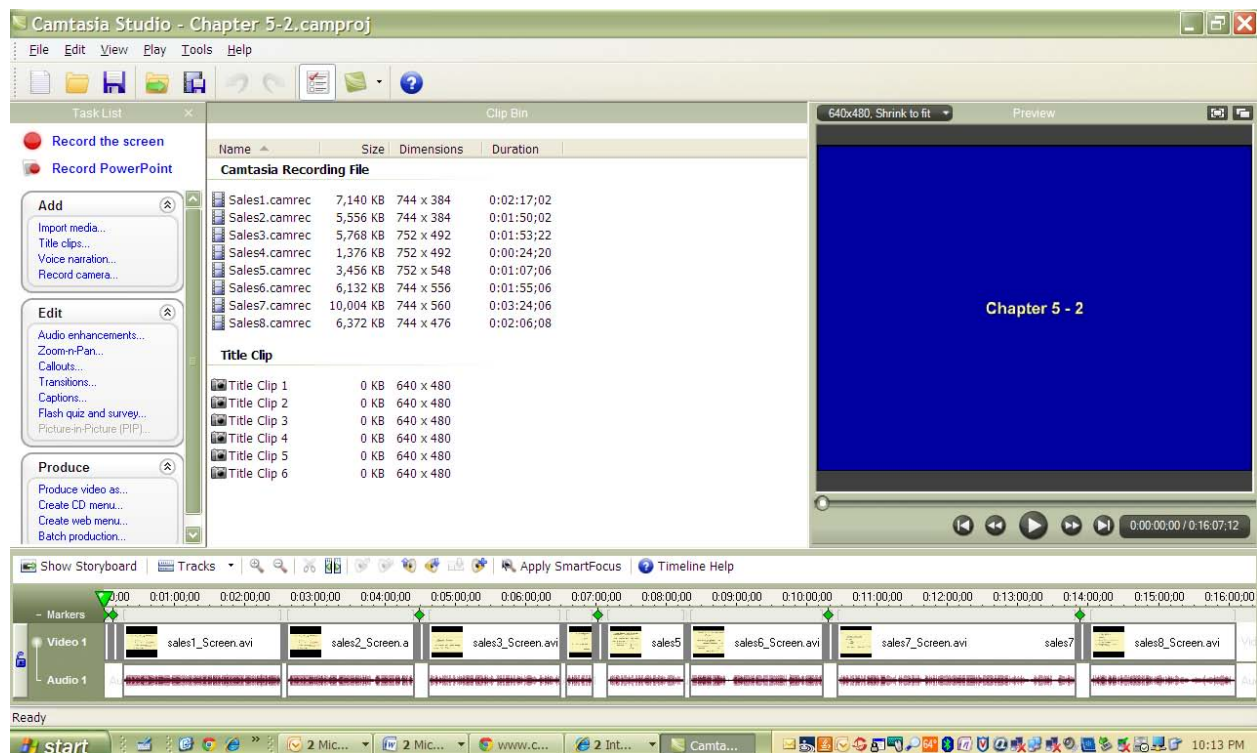 Camtasia Studio - Chapter 5-2.camproj
File Edit View Play Tools Help
Task List
Record the screen
Record PowerPoint
Add
Import media...
Title clips...
Voice narration...
Record camera...
Edit
Audio enhancements...
Zoom-n-Pan...
Callouts...
Transitions...
Captions...
Flash quiz and survey...
Picture-in-Picture (PIP)...
Produce
Produce video as...
Create CD menu...
Create web menu...
Batch production...
Clip Bin
Name Size Dimensions Duration
Camtasia Recording File
Sales1.camrec 7,140 KB 744 x 384 0:02:17;02
Sales2.camrec 5,556 KB 744 x 384 0:01:50;02
Sales3.camrec 5,768 KB 752 x 492 0:01:53;22
Sales4.camrec 1,376 KB 752 x 492 0:00:24;20
Sales5.camrec 3,456 KB 752 x 548 0:01:07;06
Sales6.camrec 6,132 KB 744 x 556 0:01:55;06
Sales7.camrec 10,004 KB 744 x 560 0:03:24;06
Sales8.camrec 6,372 KB 744 x 476 0:02:06;08
Title Clip
Title Clip 1 0 KB 640 x 480
Title Clip 2 0 KB 640 x 480
Title Clip 3 0 KB 640 x 480
Title Clip 4 0 KB 640 x 480
Title Clip 5 0 KB 640 x 480
Title Clip 6 0 KB 640 x 480
640x480, Shrink to fit Preview
Chapter 5 - 2
0:00:00;00 / 0:16:07;12
Show Storyboard Tracks Apply SmartFocus Timeline Help
0:01:00;00 0:02:00;00 0:03:00;00 0:04:00;00 0:05:00;00 0:06:00;00 0:07:00;00 0:08:00;00 0:09:00;00 0:10:00;00 0:11:00;00 0:12:00;00 0:13:00;00 0:14:00;00 0:15:00;00 0:16:00;00
- Markers
Video 1 sales1_Screen.avi sales2_Screen.a sales3_Screen.avi sales5 sales6_Screen.avi sales7_Screen.avi sales7 sales8_Screen.avi
Audio 1
Ready
start 2 Mic... 2 Mic... www.c... 2 Int... Camta... 64° 10:13 PM